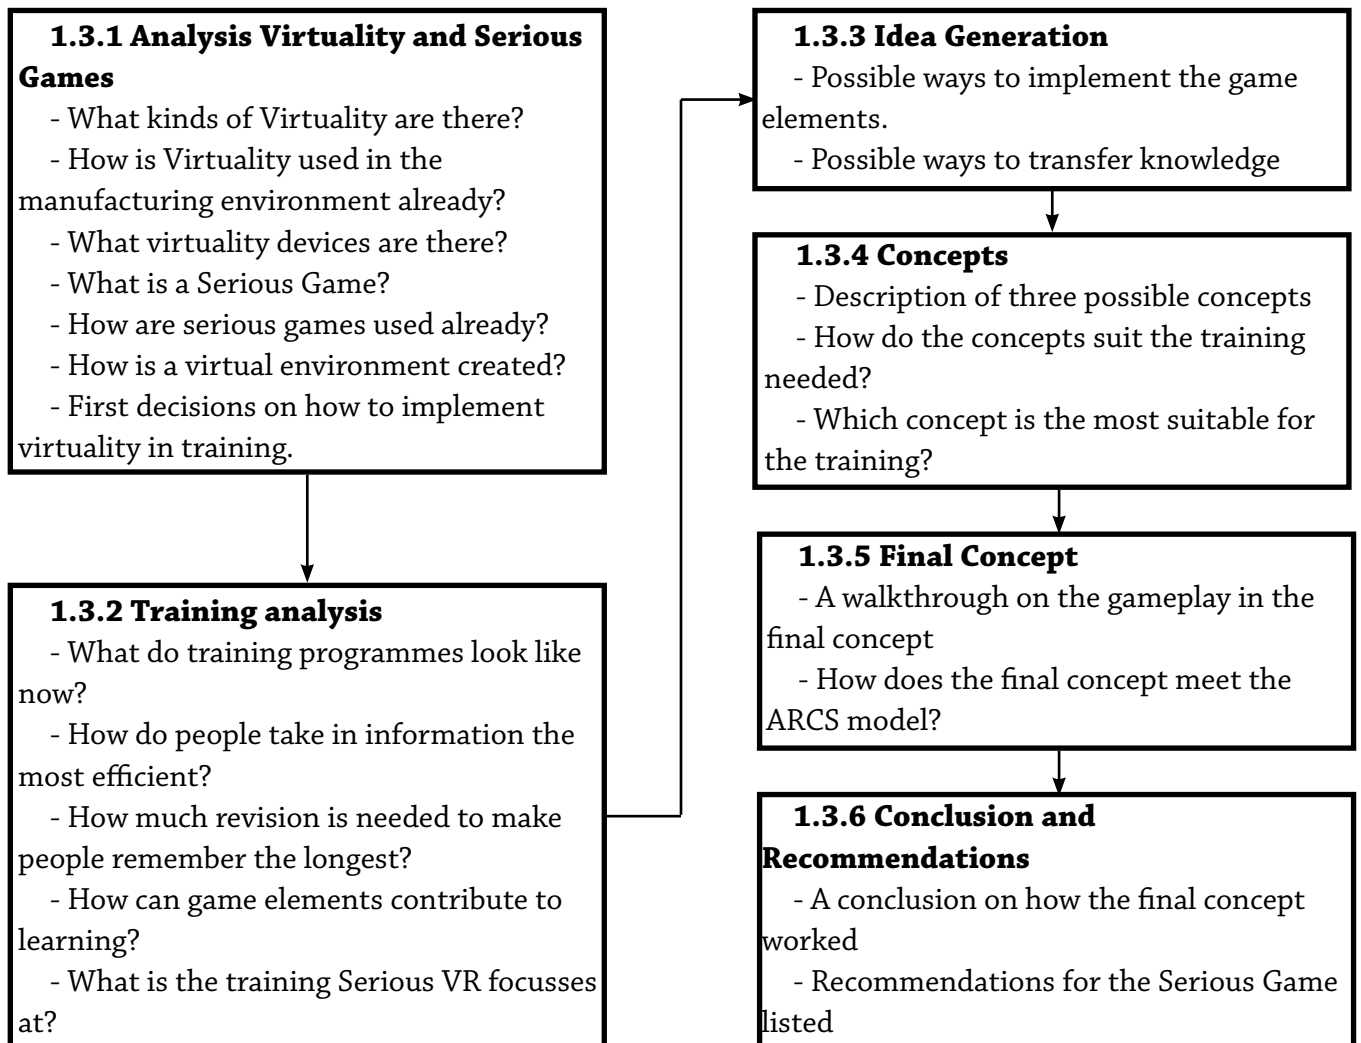 1.3.1 Analysis Virtuality and Serious
Games
- What kinds of Virtuality are there?
- How is Virtuality used in the
manufacturing environment already?
- What virtuality devices are there?
- What is a Serious Game?
- How are serious games used already?
- How is a virtual environment created?
- First decisions on how to implement
virtuality in training.
1.3.2 Training analysis
- What do training programmes look like
now?
- How do people take in information the
most efficient?
- How much revision is needed to make
people remember the longest?
- How can game elements contribute to
learning?
- What is the training Serious VR focusses
at?
1.3.3 Idea Generation
- Possible ways to implement the game
elements.
- Possible ways to transfer knowledge
1.3.4 Concepts
- Description of three possible concepts
- How do the concepts suit the training
needed?
- Which concept is the most suitable for
the training?
1.3.5 Final Concept
- A walkthrough on the gameplay in the
final concept
- How does the final concept meet the
ARCS model?
1.3.6 Conclusion and
Recommendations
- A conclusion on how the final concept
worked
- Recommendations for the Serious Game
listed